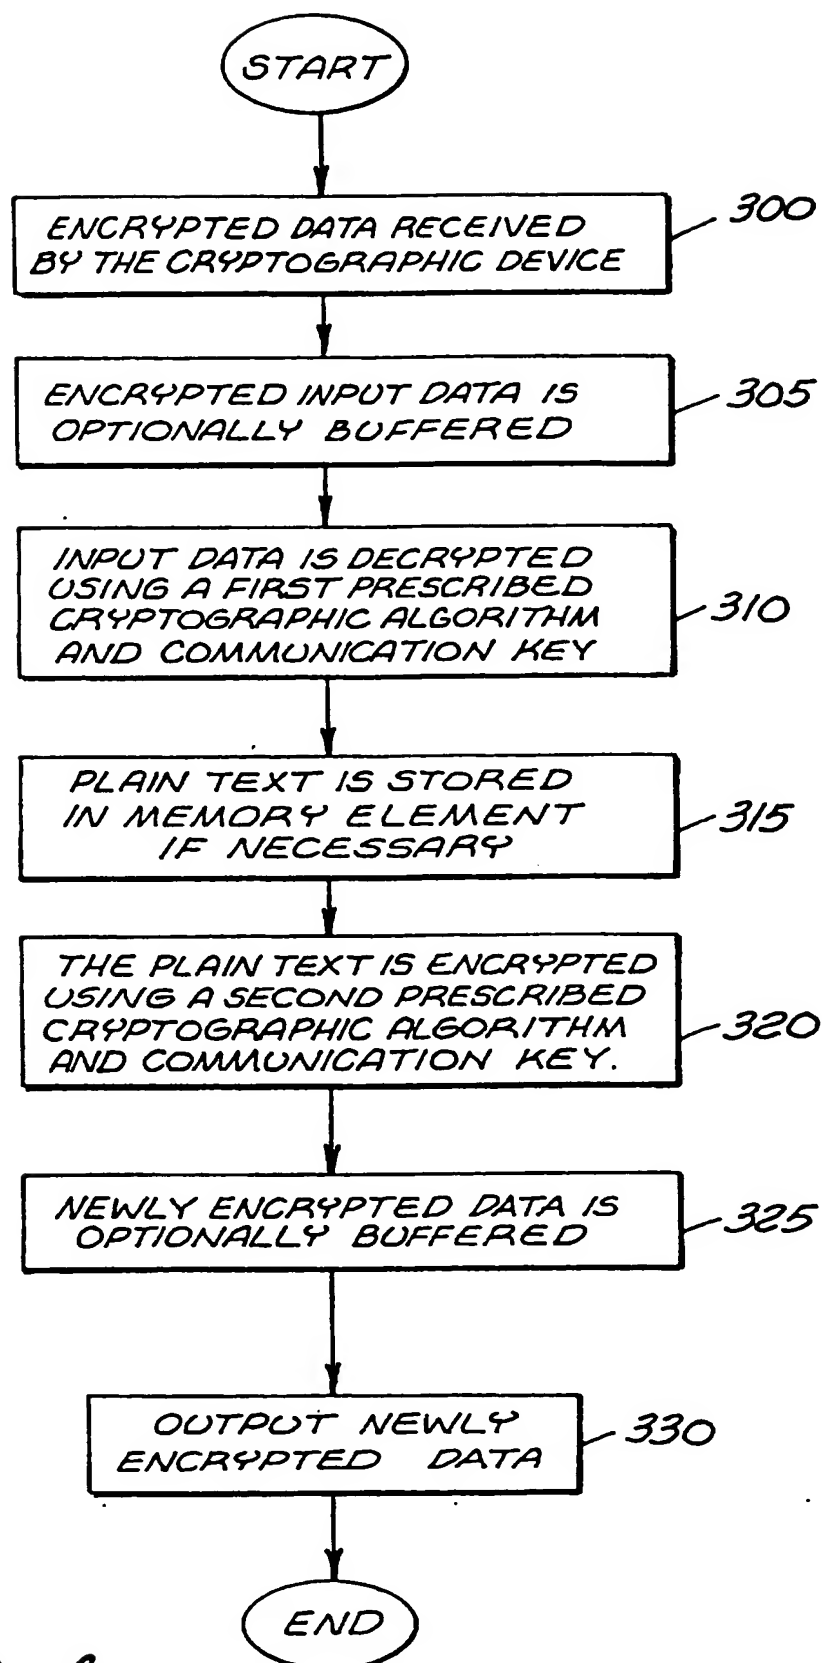 START
ENCRYPTED DATA RECEIVED
BY THE CRYPTOGRAPHIC DEVICE
300
ENCRYPTED INPUT DATA IS
OPTIONALLY BUFFERED
305
INPUT DATA IS DECRYPTED
USING A FIRST PRESCRIBED
CRYPTOGRAPHIC ALGORITHM
AND COMMUNICATION KEY
310
PLAIN TEXT IS STORED
IN MEMORY ELEMENT
IF NECESSARY
315
THE PLAIN TEXT IS ENCRYPTED
USING A SECOND PRESCRIBED
CRYPTOGRAPHIC ALGORITHM
AND COMMUNICATION KEY.
320
NEWLY ENCRYPTED DATA IS
OPTIONALLY BUFFERED
325
OUTPUT NEWLY
ENCRYPTED DATA
330
END